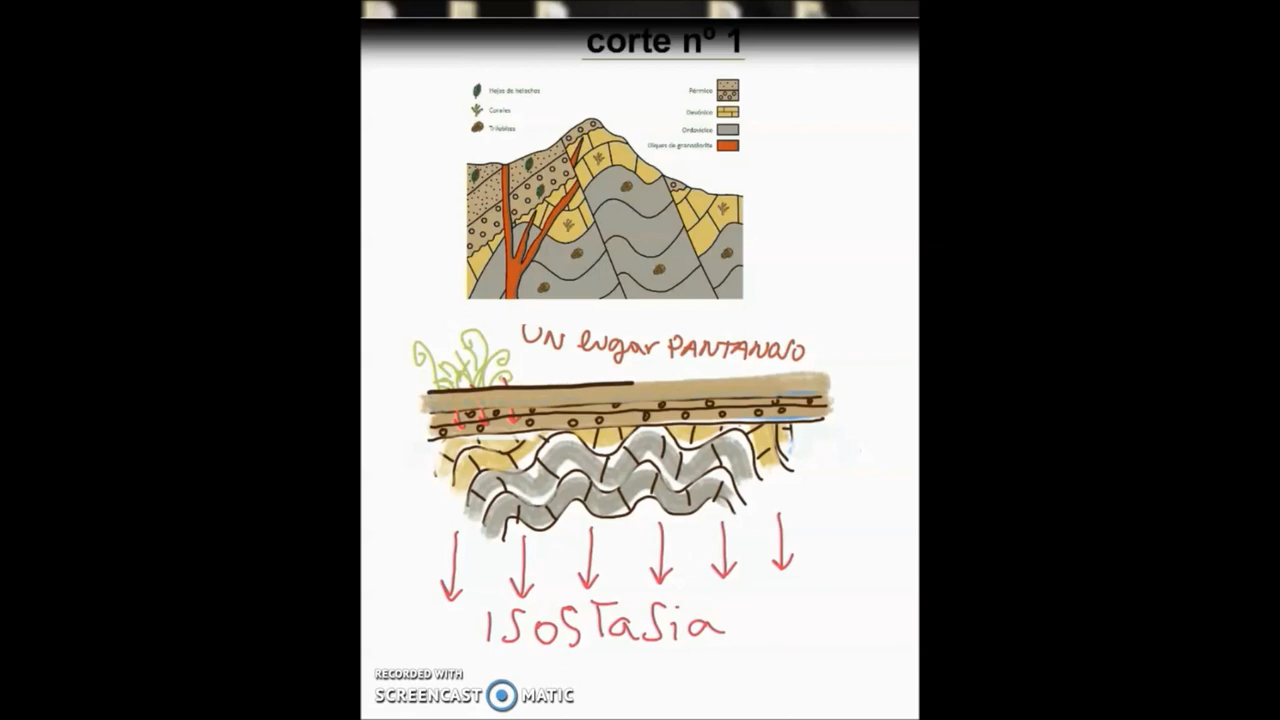 corte nº 1
Hojas de helechos
Corales
Trilobites
Pérmico
Devónico
Ordovícico
Diques de granodiorita
UN lugar PANTANOSO
ISOSTasia
RECORDED WITH
SCREENCAST MATIC